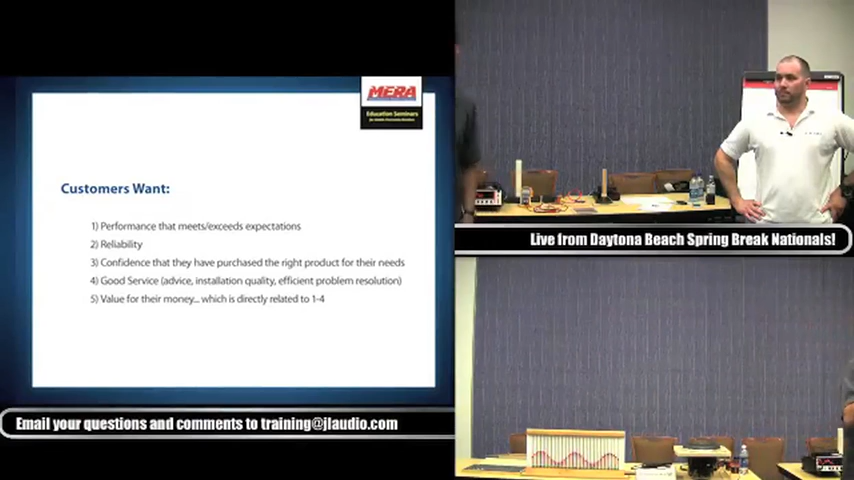 MERA
Education Seminars
Customers Want:
1) Performance that meets/exceeds expectations
2) Reliability
3) Confidence that they have purchased the right product for their needs
4) Good Service (advice, installation quality, efficient problem resolution)
5) Value for their money... which is directly related to 1-4
Live from Daytona Beach Spring Break Nationals!
Email your questions and comments to training@jlaudio.com